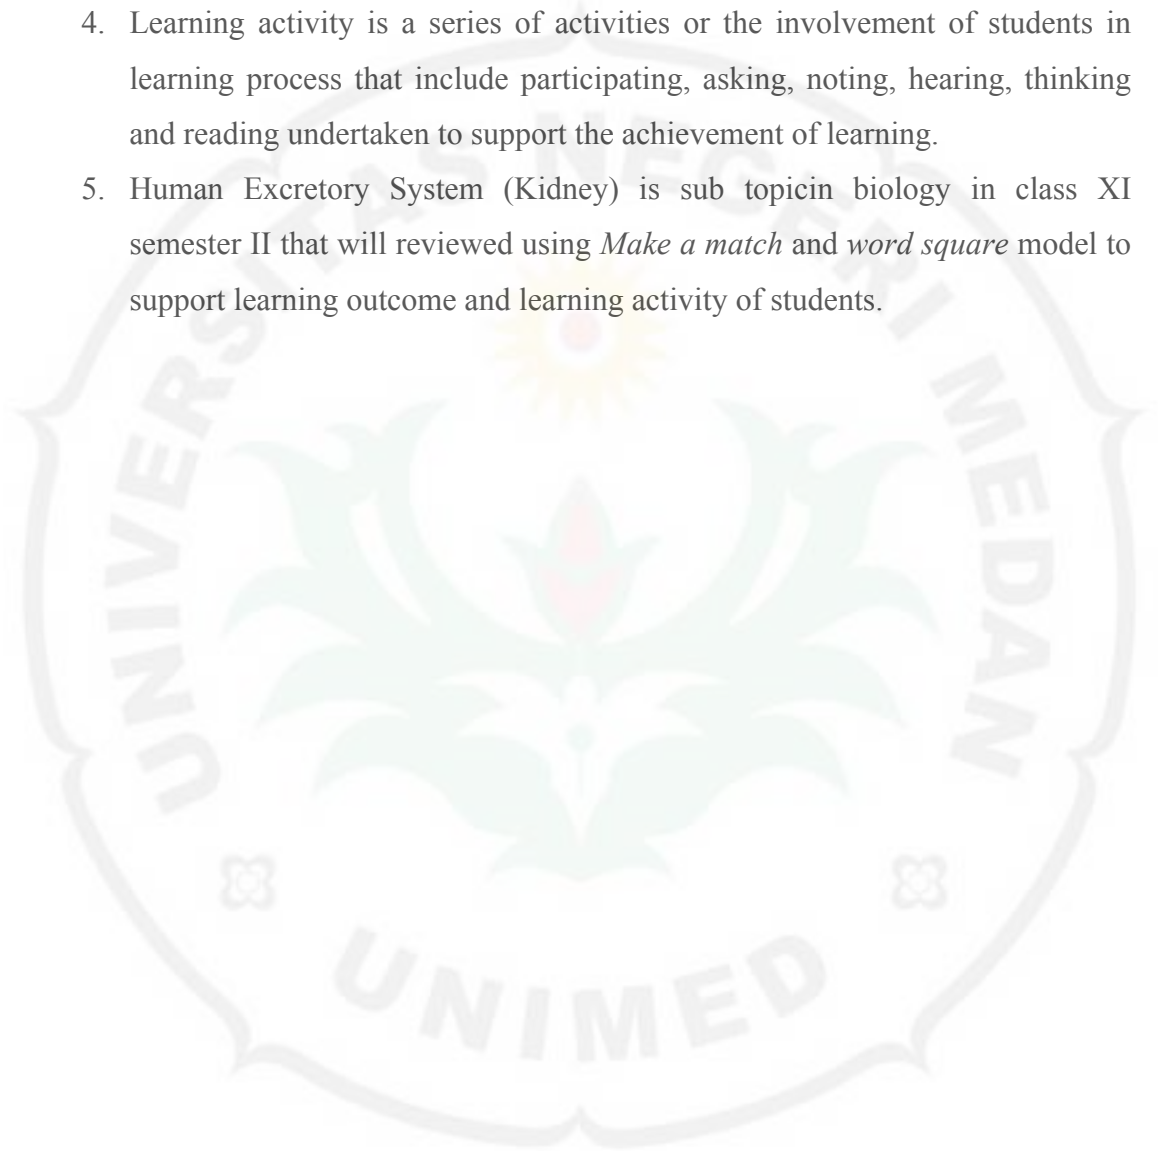 4. Learning activity is a series of activities or the involvement of students in
learning process that include participating, asking, noting, hearing, thinking
and reading undertaken to support the achievement of learning.
5. Human Excretory System (Kidney) is sub topicin biology in class XI
semester II that will reviewed using Make a match and word square model to
support learning outcome and learning activity of students.
UNIVERSITAS NEGERI MEDAN
UNIMED